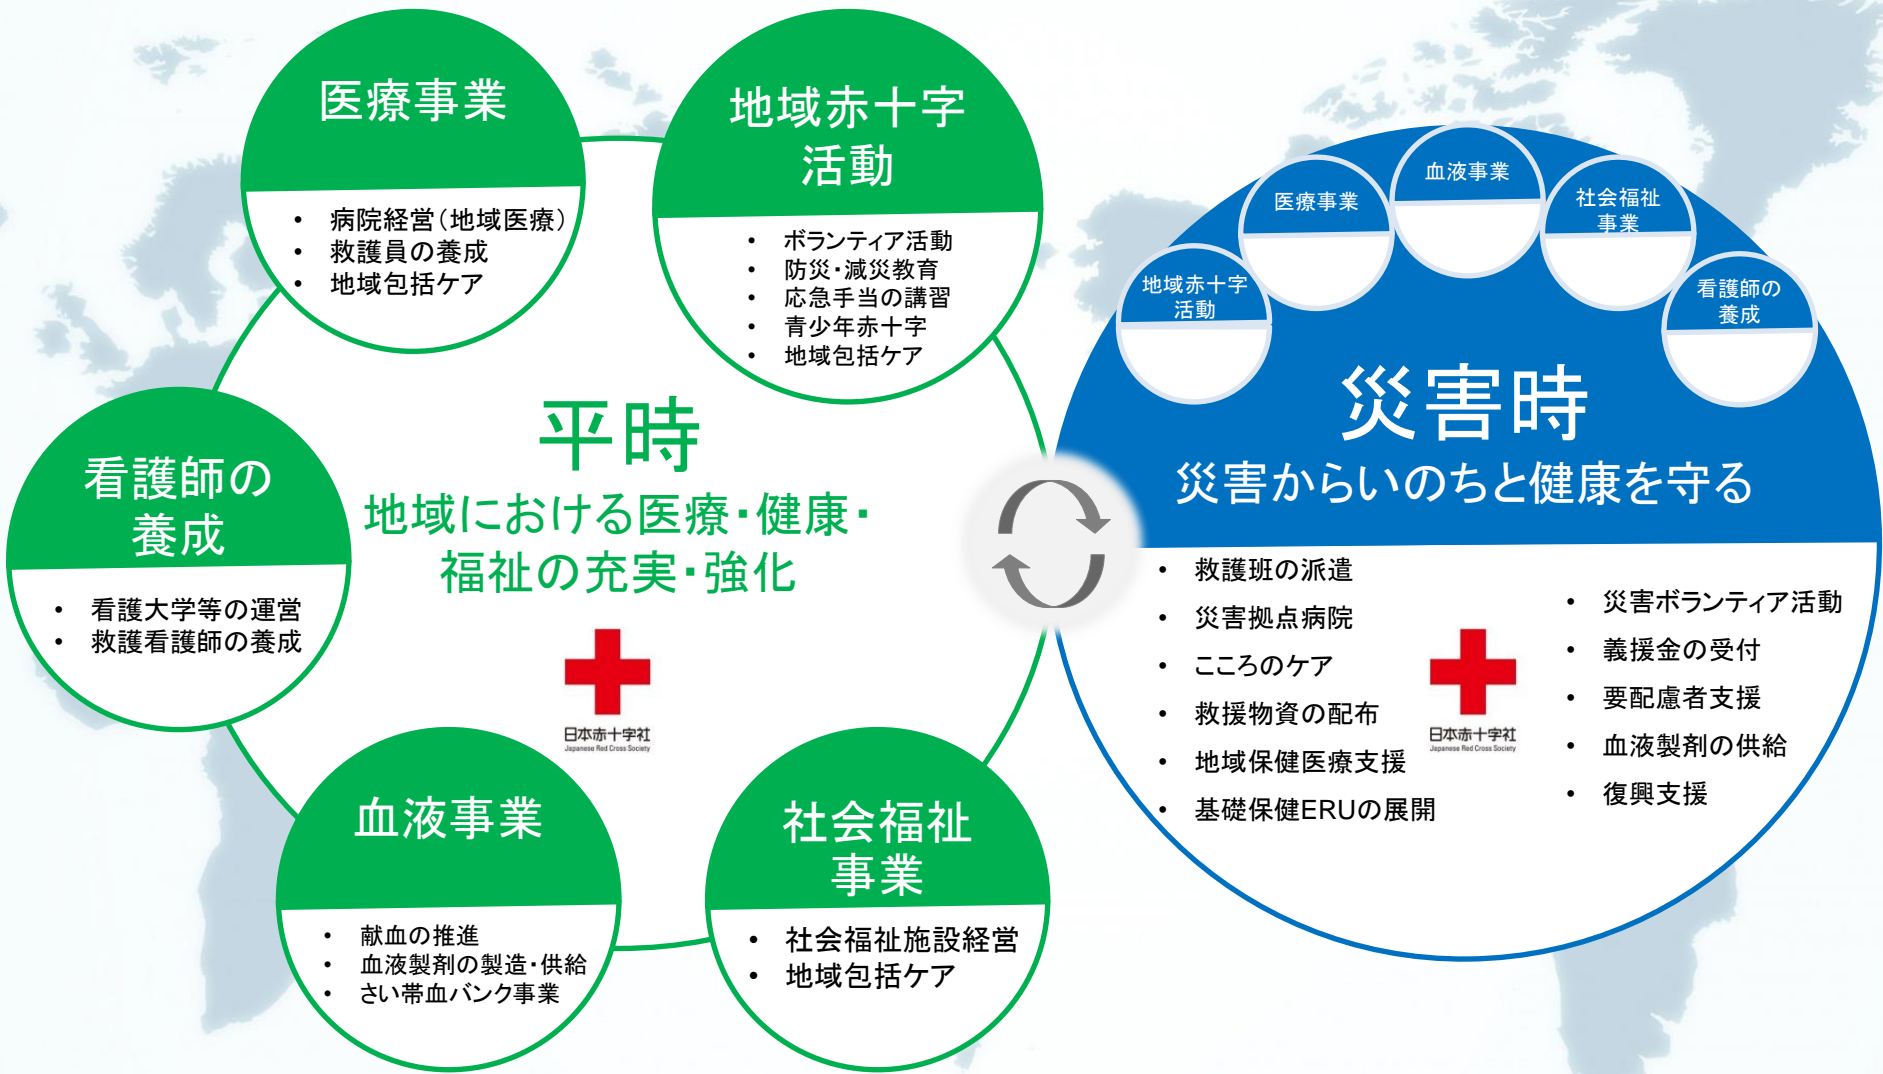 医療事業
• 病院経営（地域医療）
• 救護員の養成
• 地域包括ケア
地域赤十字
活動
• ボランティア活動
• 防災・減災教育
• 応急手当の講習
• 青少年赤十字
• 地域包括ケア
平時
地域における医療・健康・
福祉の充実・強化
日本赤十字社
Japanese Red Cross Society
看護師の
養成
• 看護大学等の運営
• 救護看護師の養成
血液事業
• 献血の推進
• 血液製剤の製造・供給
• さい帯血バンク事業
社会福祉
事業
• 社会福祉施設経営
• 地域包括ケア
地域赤十字
活動
医療事業
血液事業
社会福祉
事業
看護師の
養成
災害時
災害からいのちと健康を守る
• 救護班の派遣
• 災害拠点病院
• こころのケア
• 救援物資の配布
• 地域保健医療支援
• 基礎保健ERUの展開
日本赤十字社
Japanese Red Cross Society
• 災害ボランティア活動
• 義援金の受付
• 要配慮者支援
• 血液製剤の供給
• 復興支援